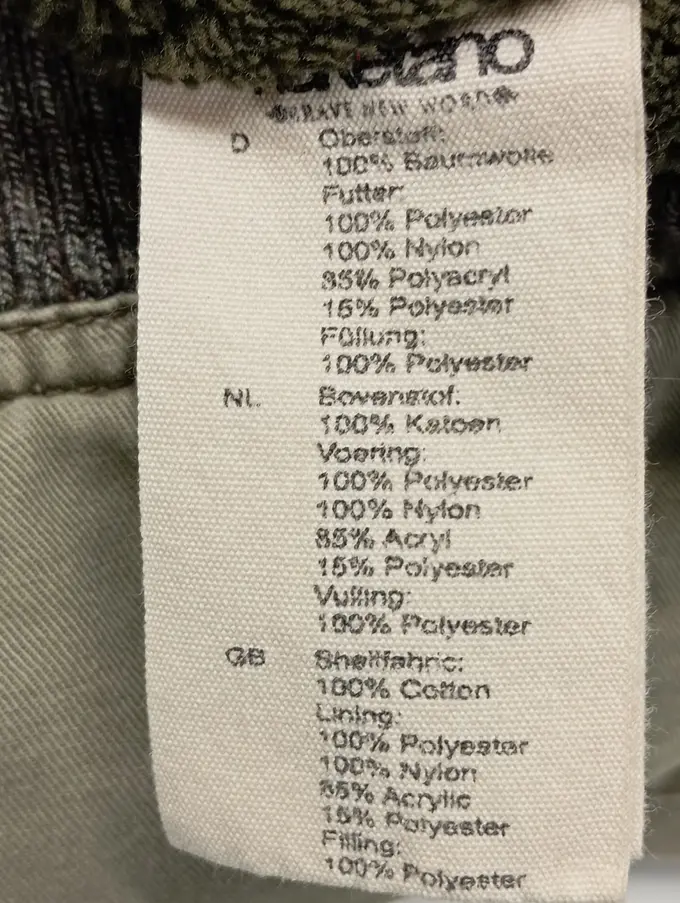 ketano
BRAVE NEW WORD
D
Oberstoff:
100% Baumwolle
Futter:
100% Polyester
100% Nylon
85% Polyacryl
15% Polyester
Füllung:
100% Polyester
NL
Bovenstof:
100% Katoen
Voering:
100% Polyester
100% Nylon
85% Acryl
15% Polyester
Vulling:
100% Polyester
GB
Shellfabric:
100% Cotton
Lining:
100% Polyester
100% Nylon
85% Acrylic
15% Polyester
Filling:
100% Polyester